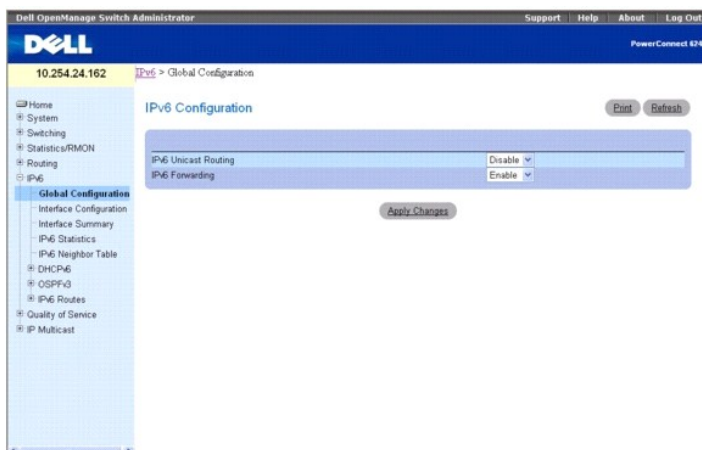 Dell OpenManage Switch Administrator
Support Help About Log Out
DELL
PowerConnect 624
10.254.24.162
IPv6 > Global Configuration
Home
System
Switching
Statistics/RMON
Routing
IPv6
Global Configuration
Interface Configuration
Interface Summary
IPv6 Statistics
IPv6 Neighbor Table
DHCPv6
OSPFv3
IPv6 Routes
Quality of Service
IP Multicast
IPv6 Configuration
Print Refresh
IPv6 Unicast Routing Disable
IPv6 Forwarding Enable
Apply Changes